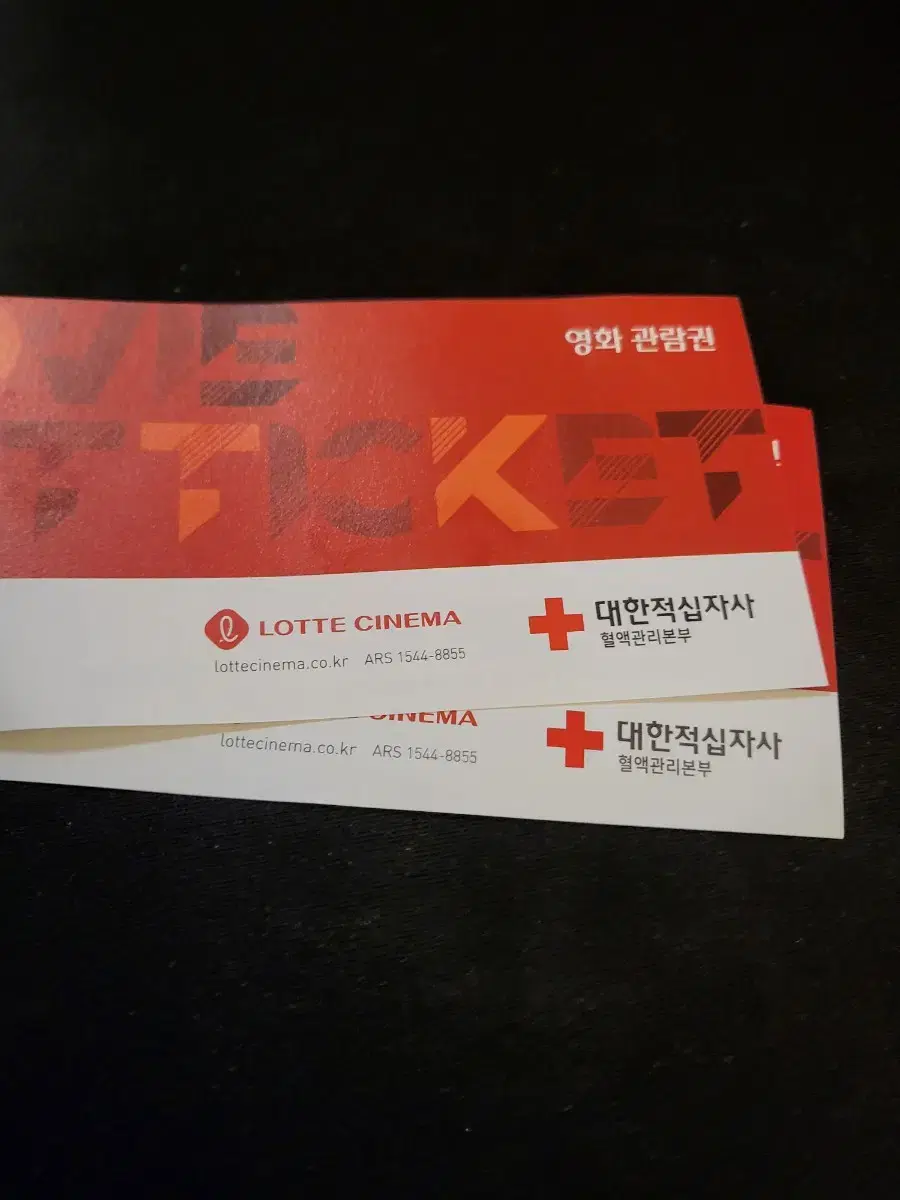 영화 관람권
TICKET
!
LOTTE CINEMA
lottecinema.co.kr ARS 1544-8855
대한적십자사
혈액관리본부
CINEMA
lottecinema.co.kr ARS 1544-8855
대한적십자사
혈액관리본부